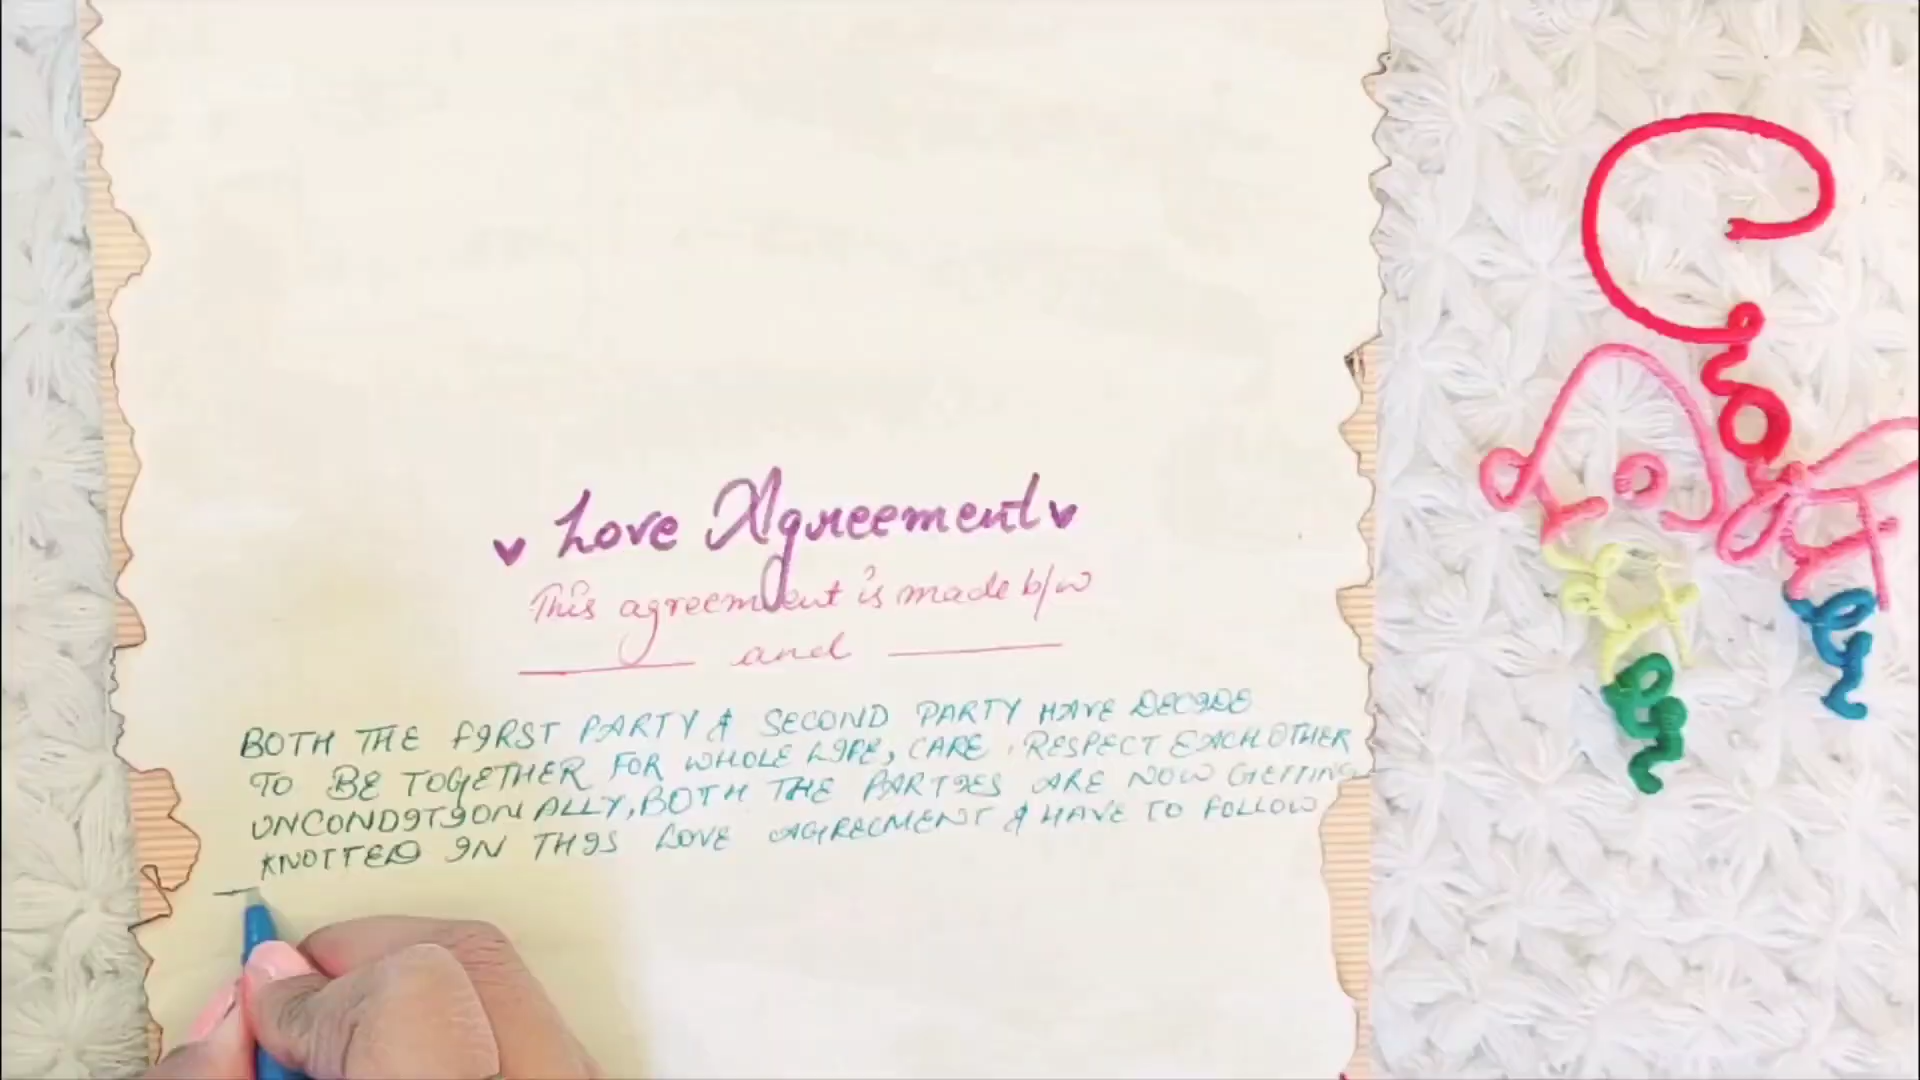 Love Agreement
This agreement is made b/w
and
BOTH THE FIRST PARTY & SECOND PARTY HAVE DECIDE
TO BE TOGETHER FOR WHOLE LIFE, CARE, RESPECT EACH OTHER
UNCONDITIONALLY, BOTH THE PARTIES ARE NOW GETTING
KNOTTED IN THIS LOVE AGREEMENT & HAVE TO FOLLOW